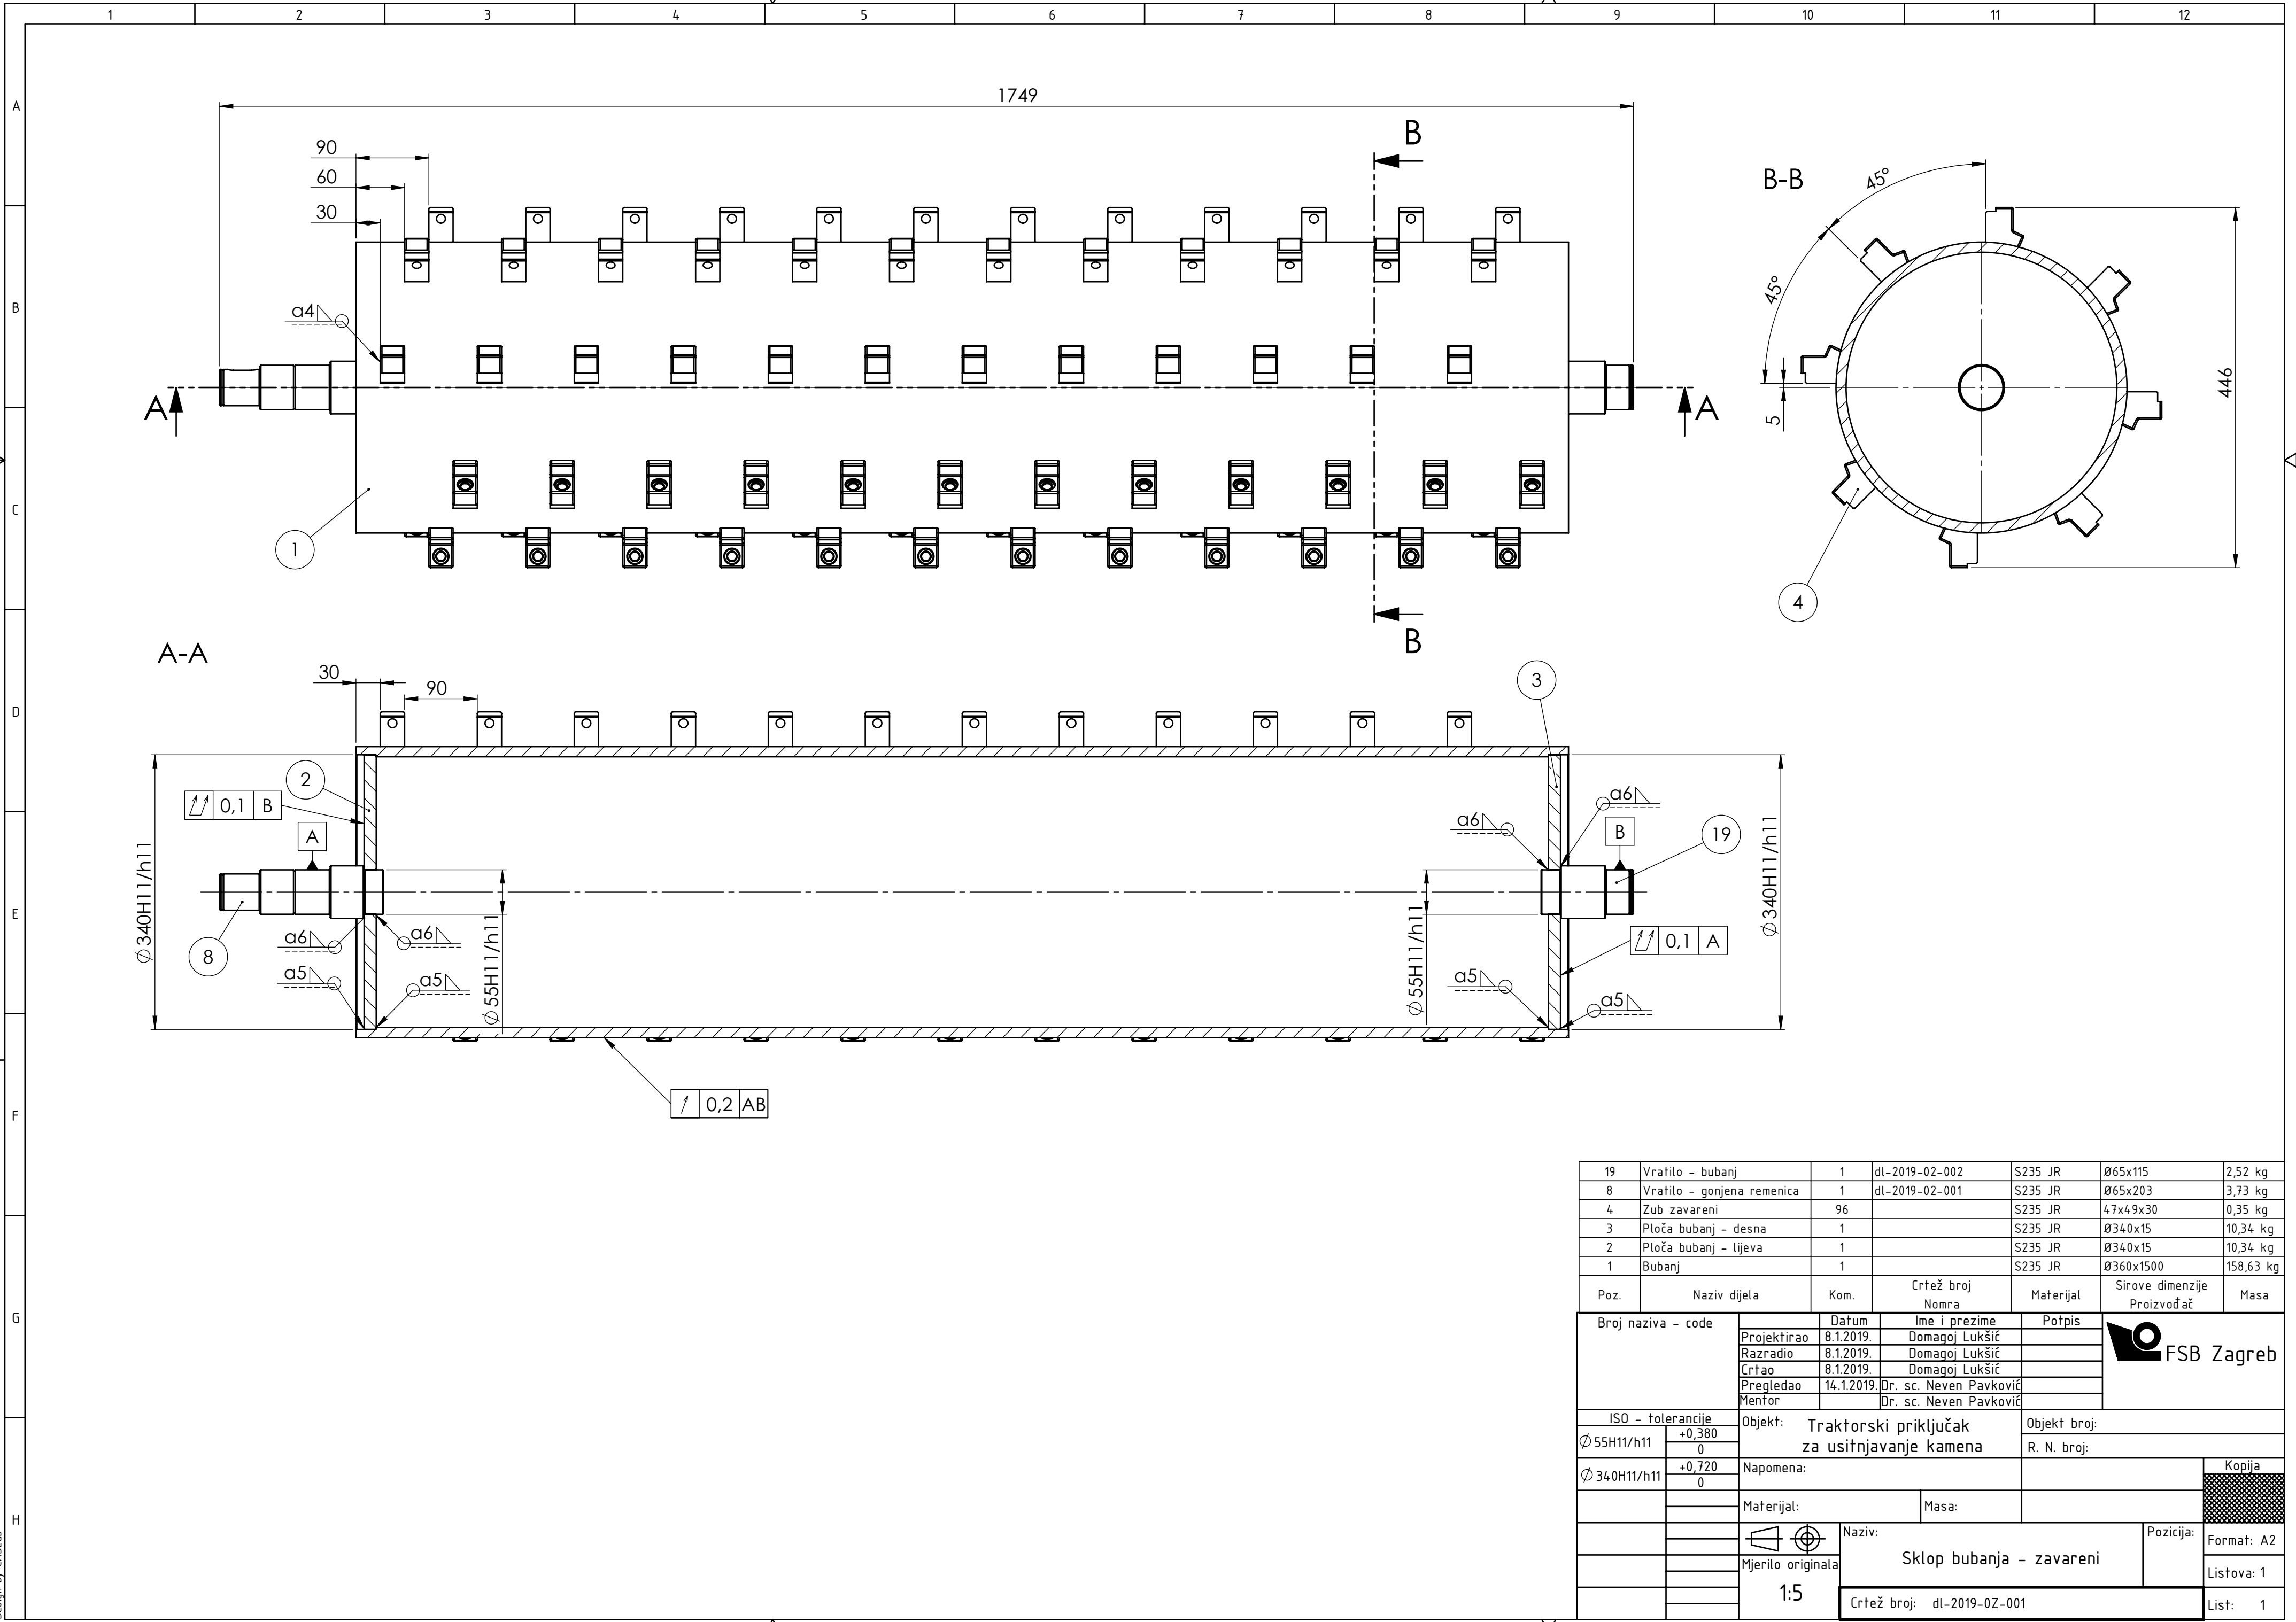 1 2 3 4 5 6 7 8 9 10 11 12
A
B
C
D
E
F
G
H
1749
90
60
30
a4
B
B
A
A
1
B-B
45°
45°
5
446
4
A-A
30
90
3
2
0,1 B
A
a6
a6
B
19
Ø340H11/h11
Ø55H11/h11
Ø55H11/h11
Ø340H11/h11
8
a6
a6
0,1 A
a5
a5
a5
a5
0,2 AB
19 Vratilo - bubanj 1 dl-2019-02-002 S235 JR Ø65x115 2,52 kg
8 Vratilo - gonjena remenica 1 dl-2019-02-001 S235 JR Ø65x203 3,73 kg
4 Zub zavareni 96 S235 JR 47x49x30 0,35 kg
3 Ploča bubanj - desna 1 S235 JR Ø340x15 10,34 kg
2 Ploča bubanj - lijeva 1 S235 JR Ø340x15 10,34 kg
1 Bubanj 1 S235 JR Ø360x1500 158,63 kg
Poz. Naziv dijela Kom. Crtež broj Nomra Materijal Sirove dimenzije Proizvođač Masa
Broj naziva - code
Datum Ime i prezime Potpis
Projektirao 8.1.2019. Domagoj Lukšić
Razradio 8.1.2019. Domagoj Lukšić
Crtao 8.1.2019. Domagoj Lukšić
Pregledao 14.1.2019. Dr. sc. Neven Pavković
Mentor Dr. sc. Neven Pavković
FSB Zagreb
ISO - tolerancije
Ø55H11/h11 +0,380 0
Ø340H11/h11 +0,720 0
Objekt: Traktorski priključak
za usitnjavanje kamena
Objekt broj:
R. N. broj:
Napomena:
Kopija
Materijal: Masa:
Naziv: Sklop bubanja - zavareni
Pozicija:
Format: A2
Listova: 1
Mjerilo originala
1:5
Crtež broj: dl-2019-0Z-001
List: 1